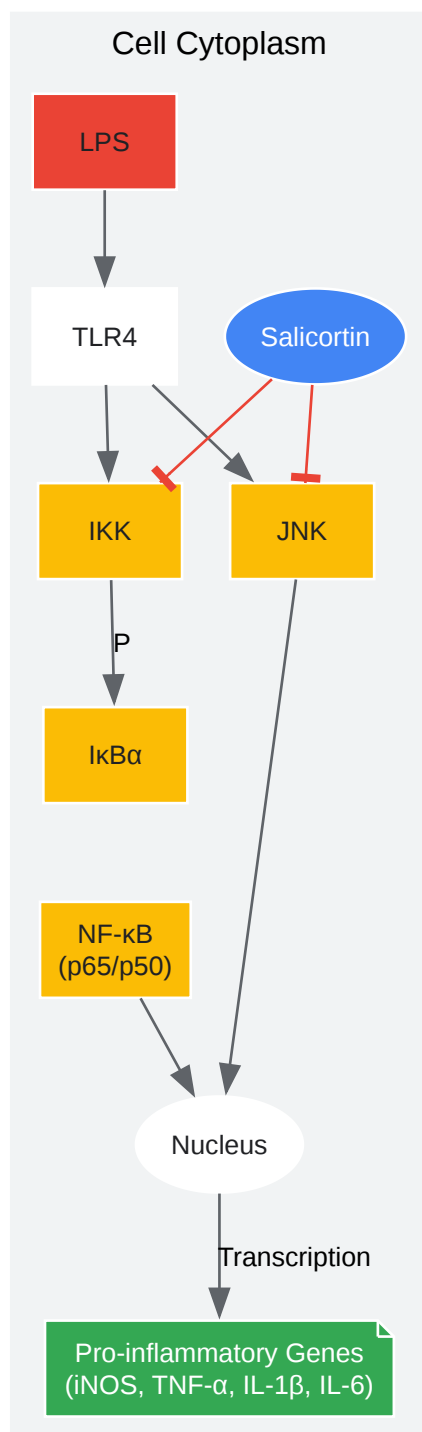 Cell Cytoplasm
LPS
TLR4
Salicortin
IKK
JNK
P
IκBα
NF-κB
(p65/p50)
Nucleus
Transcription
Pro-inflammatory Genes
(iNOS, TNF-α, IL-1β, IL-6)